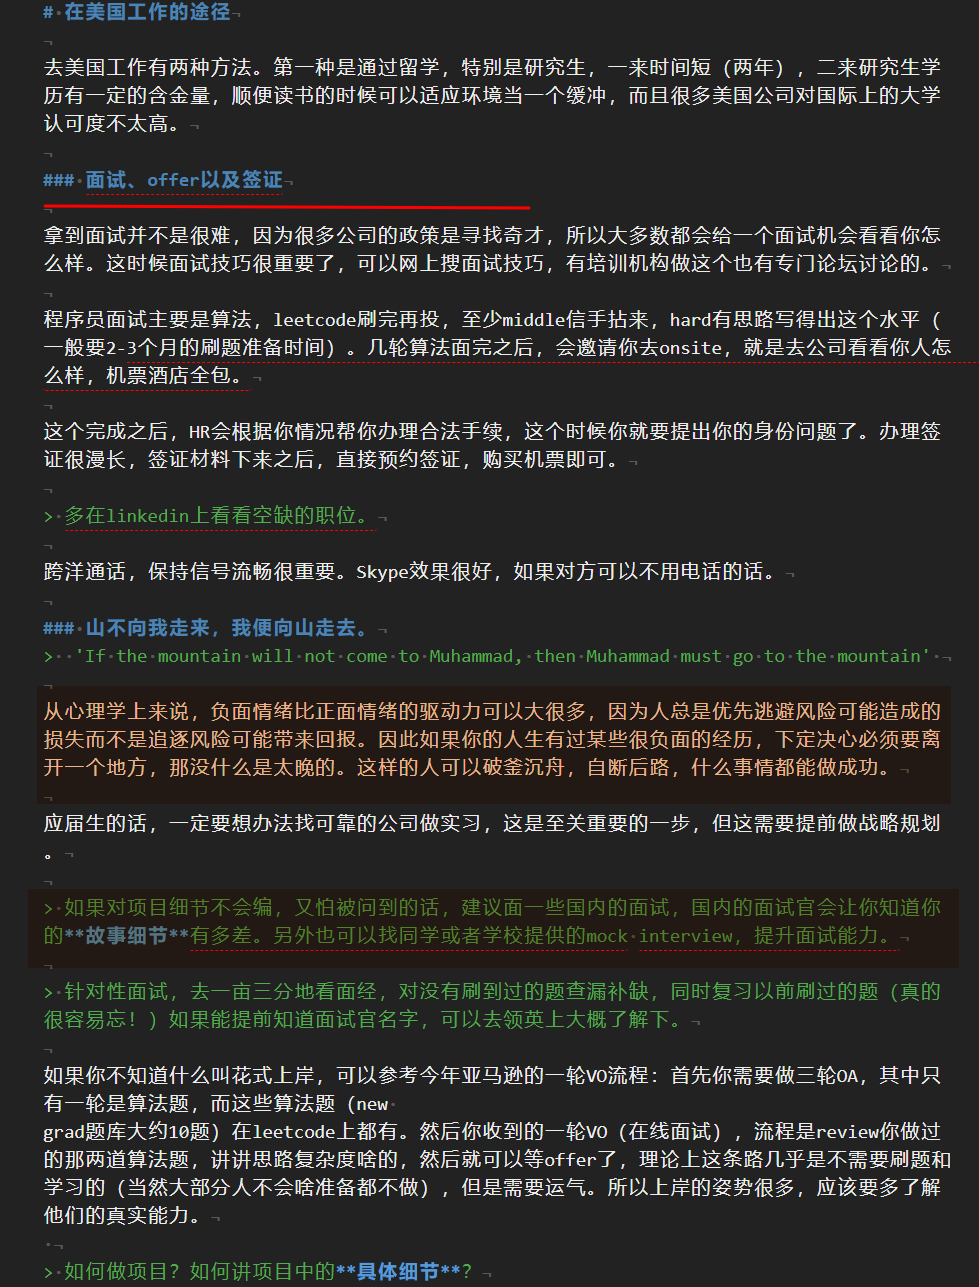 # 在美国工作的途径
去美国工作有两种方法。第一种是通过留学，特别是研究生，一来时间短（两年），二来研究生学
历有一定的含金量，顺便读书的时候可以适应环境当一个缓冲，而且很多美国公司对国际上的大学
认可度不太高。
### 面试、offer以及签证
拿到面试并不是很难，因为很多公司的政策是寻找奇才，所以大多数都会给一个面试机会看看你怎
么样。这时候面试技巧很重要了，可以网上搜面试技巧，有培训机构做这个也有专门论坛讨论的。
程序员面试主要是算法，leetcode刷完再投，至少middle信手拈来，hard有思路写得出这个水平（
一般要2-3个月的刷题准备时间）。几轮算法面完之后，会邀请你去onsite，就是去公司看看你人怎
么样，机票酒店全包。
这个完成之后，HR会根据你情况帮你办理合法手续，这个时候你就要提出你的身份问题了。办理签
证很漫长，签证材料下来之后，直接预约签证，购买机票即可。
> 多在linkedin上看看空缺的职位。
跨洋通话，保持信号流畅很重要。Skype效果很好，如果对方可以不用电话的话。
### 山不向我走来，我便向山走去。
>  'If the mountain will not come to Muhammad, then Muhammad must go to the mountain'
从心理学上来说，负面情绪比正面情绪的驱动力可以大很多，因为人总是优先逃避风险可能造成的
损失而不是追逐风险可能带来回报。因此如果你的人生有过某些很负面的经历，下定决心必须要离
开一个地方，那没什么是太晚的。这样的人可以破釜沉舟，自断后路，什么事情都能做成功。
应届生的话，一定要想办法找可靠的公司做实习，这是至关重要的一步，但这需要提前做战略规划
。
> 如果对项目细节不会编，又怕被问到的话，建议面一些国内的面试，国内的面试官会让你知道你
的**故事细节**有多差。另外也可以找同学或者学校提供的mock interview，提升面试能力。
> 针对性面试，去一亩三分地看面经，对没有刷到过的题查漏补缺，同时复习以前刷过的题（真的
很容易忘！）如果能提前知道面试官名字，可以去领英上大概了解下。
如果你不知道什么叫花式上岸，可以参考今年亚马逊的一轮VO流程：首先你需要做三轮OA，其中只
有一轮是算法题，而这些算法题（new
grad题库大约10题）在leetcode上都有。然后你收到的一轮VO（在线面试），流程是review你做过
的那两道算法题，讲讲思路复杂度啥的，然后就可以等offer了，理论上这条路几乎是不需要刷题和
学习的（当然大部分人不会啥准备都不做），但是需要运气。所以上岸的姿势很多，应该要多了解
他们的真实能力。
> 如何做项目？如何讲项目中的**具体细节**？